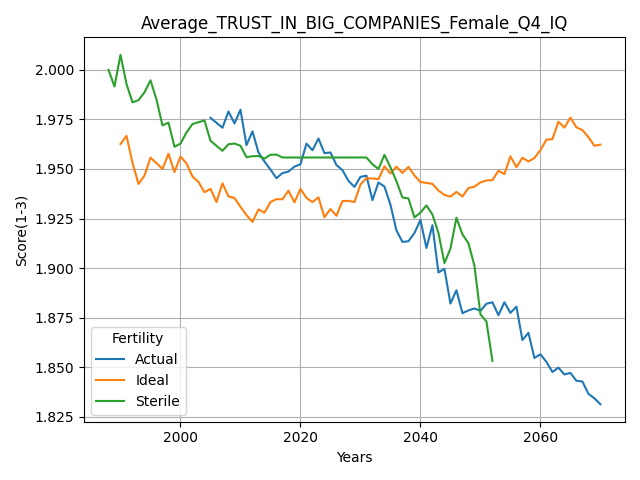 Average_TRUST_IN_BIG_COMPANIES_Female_Q4_IQ
Score(1-3)
2.000
1.975
1.950
1.925
1.900
1.875
1.850
1.825
Fertility
Actual
Ideal
Sterile
2000
2020
2040
2060
Years